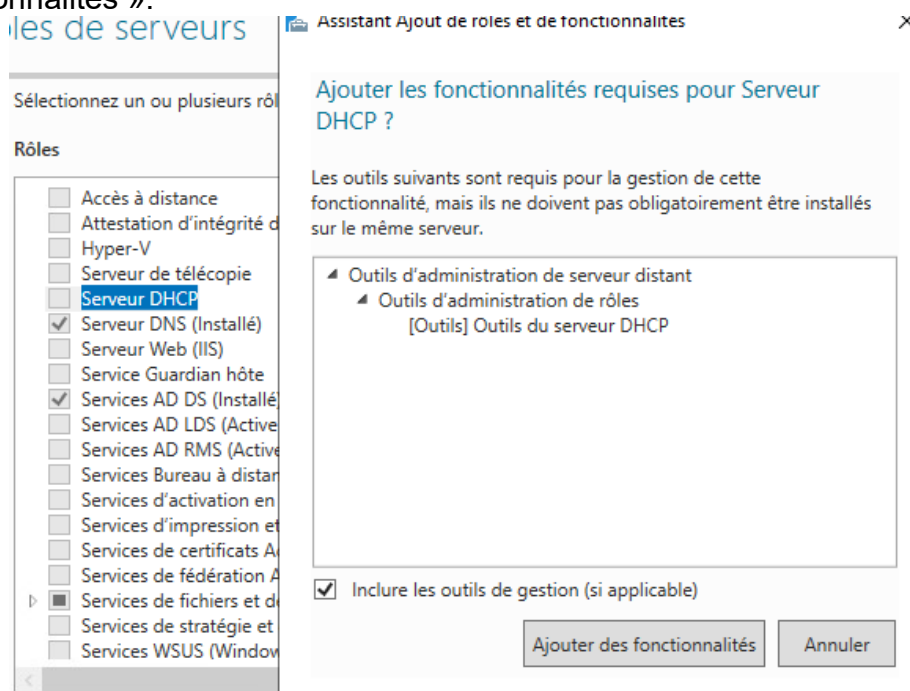 onnalités ».
les de serveurs
Sélectionnez un ou plusieurs rôl
Rôles
Accès à distance
Attestation d'intégrité d
Hyper-V
Serveur de télécopie
Serveur DHCP
Serveur DNS (Installé)
Serveur Web (IIS)
Service Guardian hôte
Services AD DS (Installé)
Services AD LDS (Active
Services AD RMS (Active
Services Bureau à distan
Services d'activation en
Services d'impression et
Services de certificats A
Services de fédération A
Services de fichiers et de
Services de stratégie et
Services WSUS (Window
Assistant Ajout de rôles et de fonctionnalités
Ajouter les fonctionnalités requises pour Serveur
DHCP ?
Les outils suivants sont requis pour la gestion de cette
fonctionnalité, mais ils ne doivent pas obligatoirement être installés
sur le même serveur.
Outils d'administration de serveur distant
Outils d'administration de rôles
[Outils] Outils du serveur DHCP
Inclure les outils de gestion (si applicable)
Ajouter des fonctionnalités
Annuler